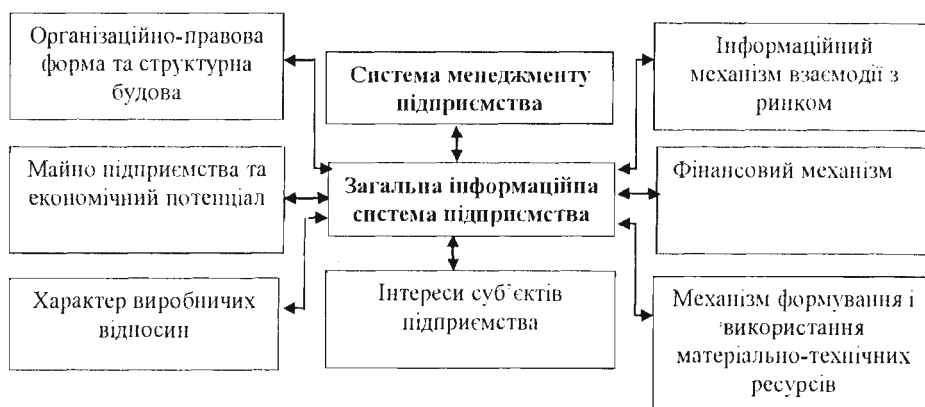 Організаційно-правова
форма та структурна
будова
Система менеджменту
підприємства
Інформаційний
механізм взаємодії з
ринком
Майно підприємства та
економічний потенціал
Загальна інформаційна
система підприємства
Фінансовий механізм
Характер виробничих
відносин
Інтереси суб'єктів
підприємства
Механізм формування і
використання
матеріально-технічних
ресурсів